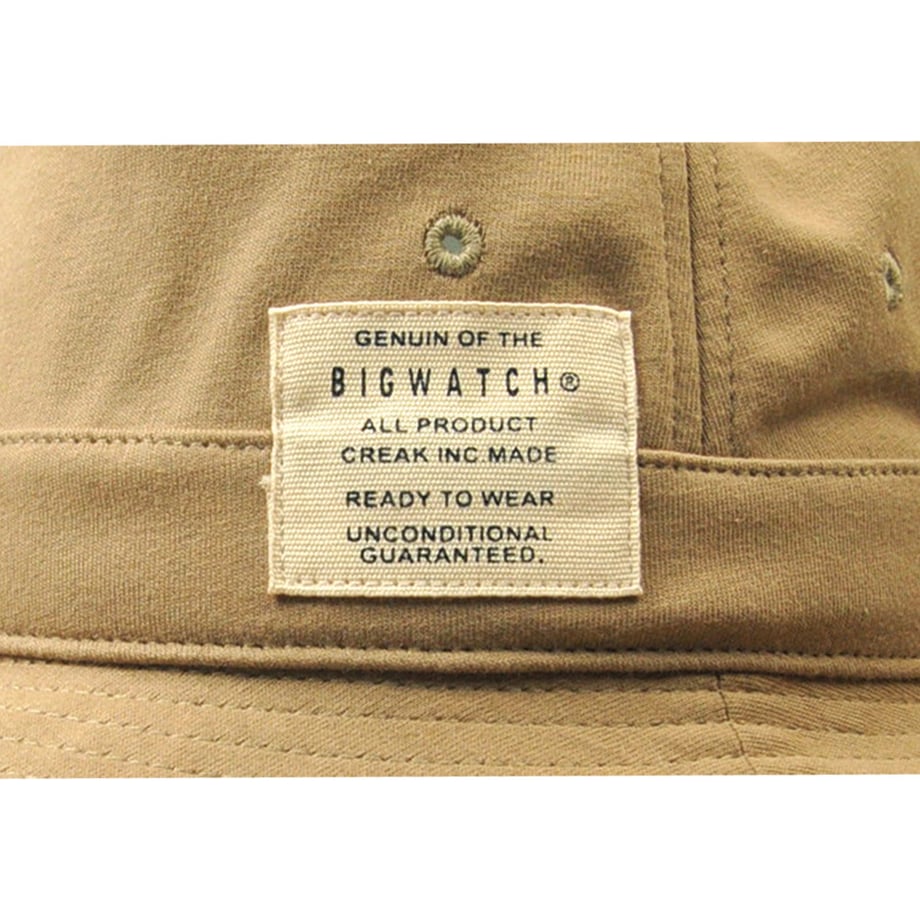 GENUIN OF THE
BIGWATCH®
ALL PRODUCT
CREAK INC.MADE
READY TO WEAR
UNCONDITIONAL
GUARANTEED.